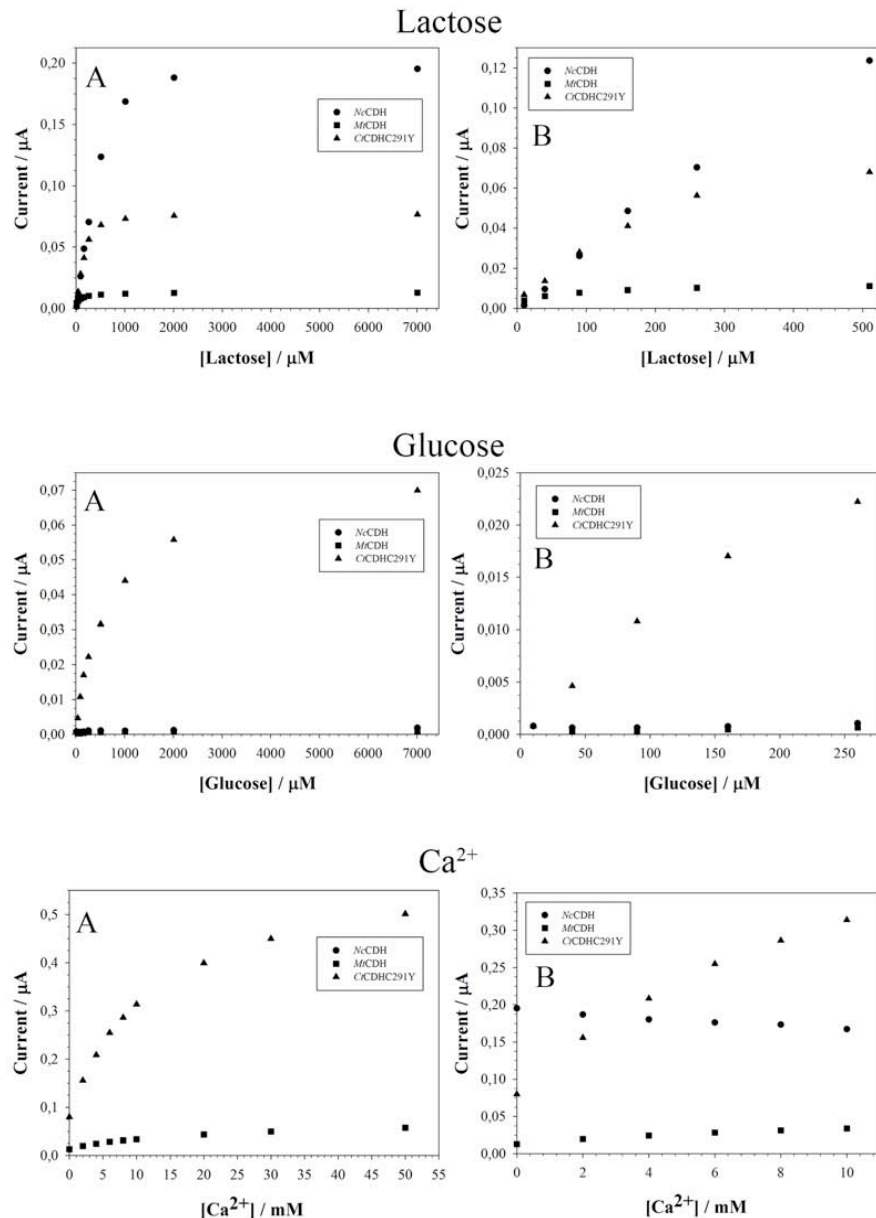 Lactose
A
NcCDH
MtCDH
CtCDHC291Y
Current / μA
0,20
0,15
0,10
0,05
0,00
0 1000 2000 3000 4000 5000 6000 7000
[Lactose] / μM
B
NcCDH
MtCDH
CtCDHC291Y
Current / μA
0,12
0,10
0,08
0,06
0,04
0,02
0,00
0 100 200 300 400 500
[Lactose] / μM
Glucose
A
NcCDH
MtCDH
CtCDHC291Y
Current / μA
0,07
0,06
0,05
0,04
0,03
0,02
0,01
0,00
0 1000 2000 3000 4000 5000 6000 7000
[Glucose] / μM
B
NcCDH
MtCDH
CtCDHC291Y
Current / μA
0,025
0,020
0,015
0,010
0,005
0,000
0 50 100 150 200 250
[Glucose] / μM
Ca²⁺
A
NcCDH
MtCDH
CtCDHC291Y
Current / μA
0,5
0,4
0,3
0,2
0,1
0,0
0 5 10 15 20 25 30 35 40 45 50 55
[Ca²⁺] / mM
B
NcCDH
MtCDH
CtCDHC291Y
Current / μA
0,35
0,30
0,25
0,20
0,15
0,10
0,05
0,00
0 2 4 6 8 10
[Ca²⁺] / mM